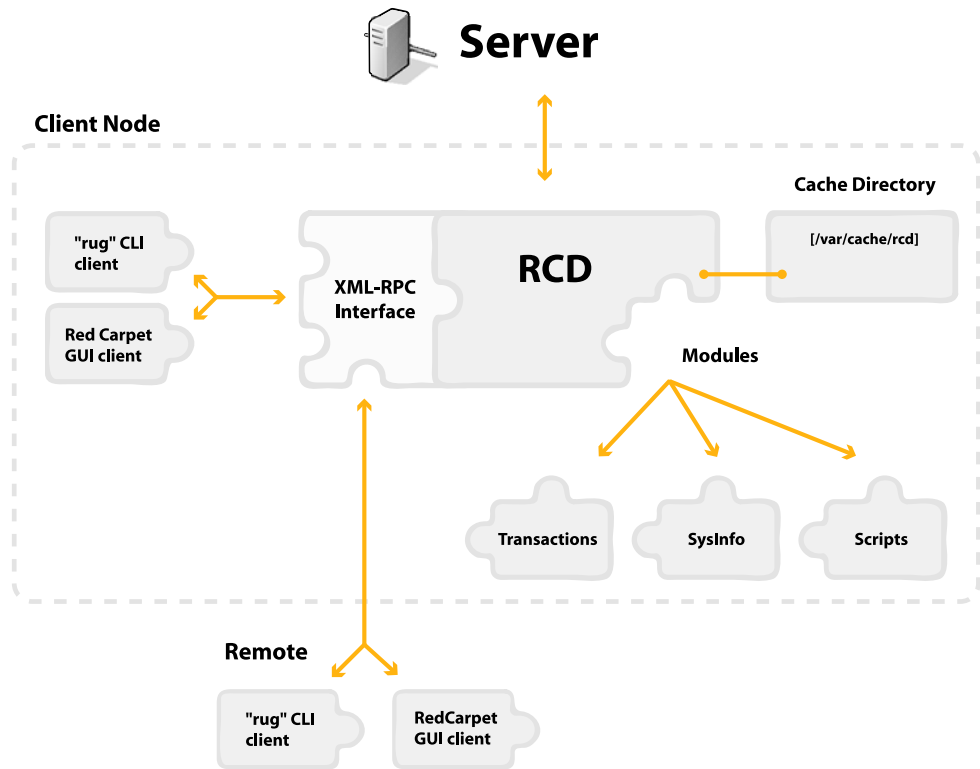 Server
Client Node
Cache Directory
"rug" CLI
client
[/var/cache/rcd]
XML-RPC
Interface
RCD
Red Carpet
GUI client
Modules
Transactions
SysInfo
Scripts
Remote
"rug" CLI
client
RedCarpet
GUI client